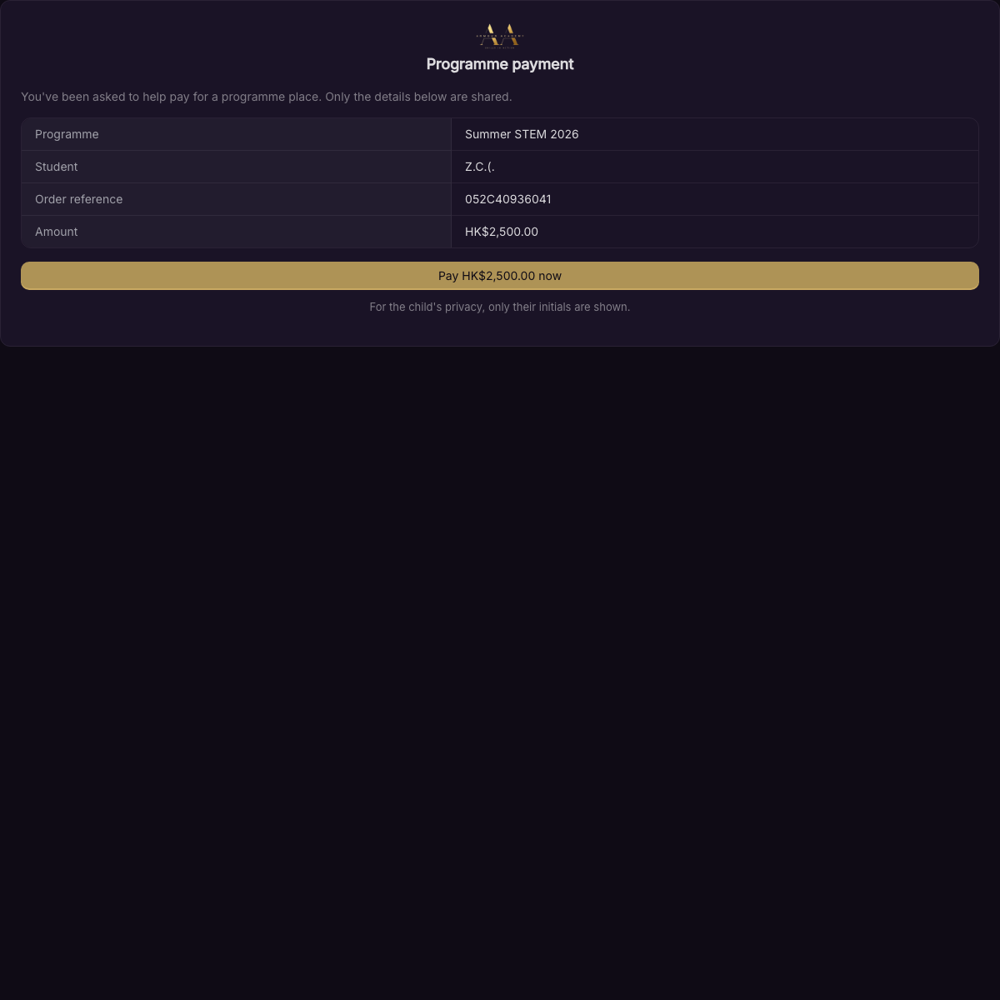 Programme payment
You've been asked to help pay for a programme place. Only the details below are shared.
Programme Summer STEM 2026
Student Z.C.(.
Order reference 052C40936041
Amount HK$2,500.00
Pay HK$2,500.00 now
For the child's privacy, only their initials are shown.